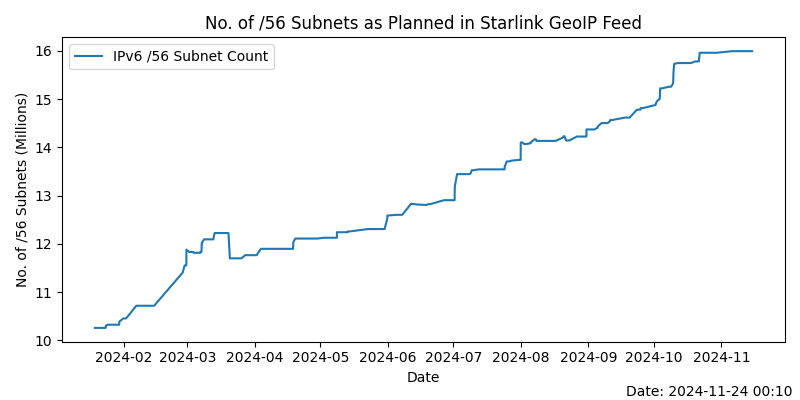 No. of /56 Subnets as Planned in Starlink GeoIP Feed
IPv6 /56 Subnet Count
No. of /56 Subnets (Millions)
16
15
14
13
12
11
10
2024-02 2024-03 2024-04 2024-05 2024-06 2024-07 2024-08 2024-09 2024-10 2024-11
Date
Date: 2024-11-24 00:10